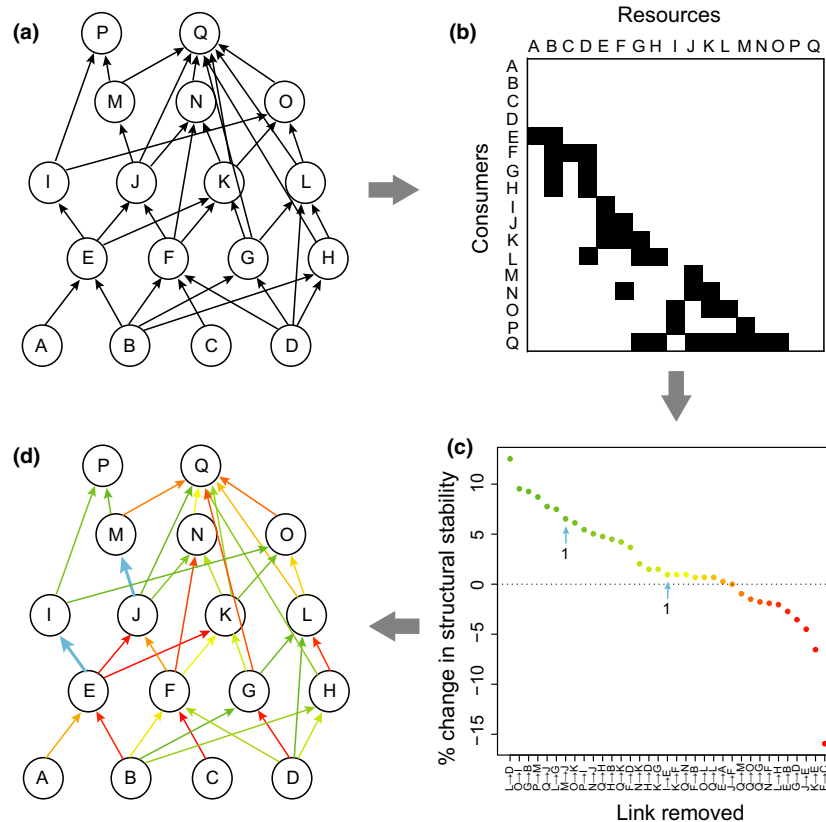 (a)
P Q
M N O
I J K L
E F G H
A B C D
(b)
Resources
A B C D E F G H I J K L M N O P Q
Consumers
A
B
C
D
E
F
G
H
I
J
K
L
M
N
O
P
Q
(d)
P Q
M N O
I J K L
E F G H
A B C D
(c)
% change in structural stability
10
5
0
−5
−10
−15
1
1
L→D
O→I
G→B
P→M
Q→J
L→G
M→J
O→K
P→I
N→J
Q→H
H→B
Q→K
F→D
N→K
H→D
K→G
I→E
K→F
Q→N
F→B
O→L
Q→L
E→A
J→F
Q→M
Q→O
Q→G
N→F
L→H
E→B
G→D
J→E
K→E
F→C
Link removed